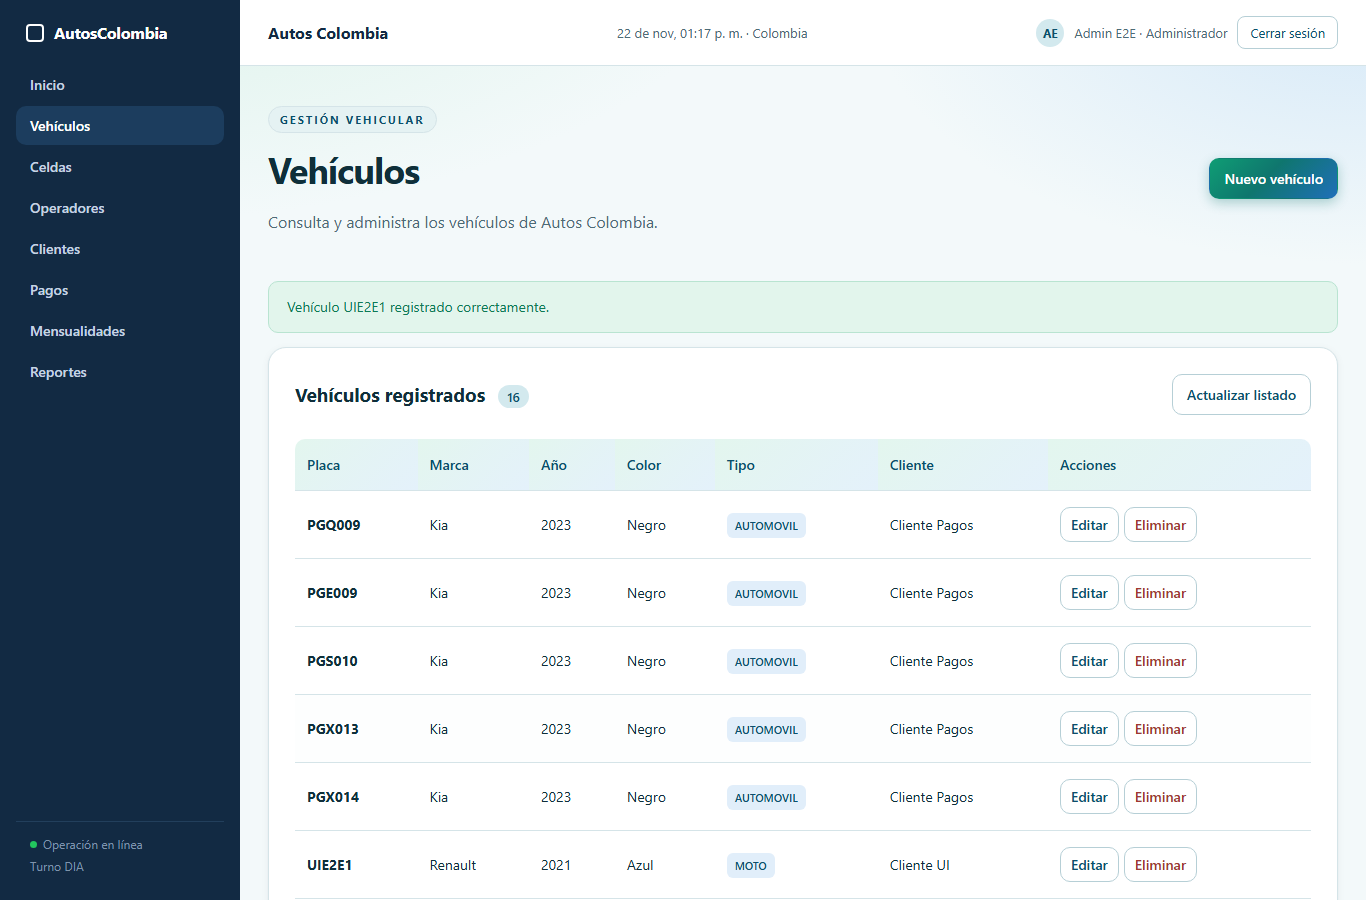 AutosColombia
Inicio
Vehículos
Celdas
Operadores
Clientes
Pagos
Mensualidades
Reportes
Operación en línea
Turno DIA
Autos Colombia
22 de nov, 01:17 p. m. · Colombia
AE Admin E2E · Administrador Cerrar sesión
GESTIÓN VEHICULAR
Vehículos
Nuevo vehículo
Consulta y administra los vehículos de Autos Colombia.
Vehículo UIE2E1 registrado correctamente.
Vehículos registrados 16 Actualizar listado
Placa Marca Año Color Tipo Cliente Acciones
PGQ009 Kia 2023 Negro AUTOMOVIL Cliente Pagos Editar Eliminar
PGE009 Kia 2023 Negro AUTOMOVIL Cliente Pagos Editar Eliminar
PGS010 Kia 2023 Negro AUTOMOVIL Cliente Pagos Editar Eliminar
PGX013 Kia 2023 Negro AUTOMOVIL Cliente Pagos Editar Eliminar
PGX014 Kia 2023 Negro AUTOMOVIL Cliente Pagos Editar Eliminar
UIE2E1 Renault 2021 Azul MOTO Cliente UI Editar Eliminar